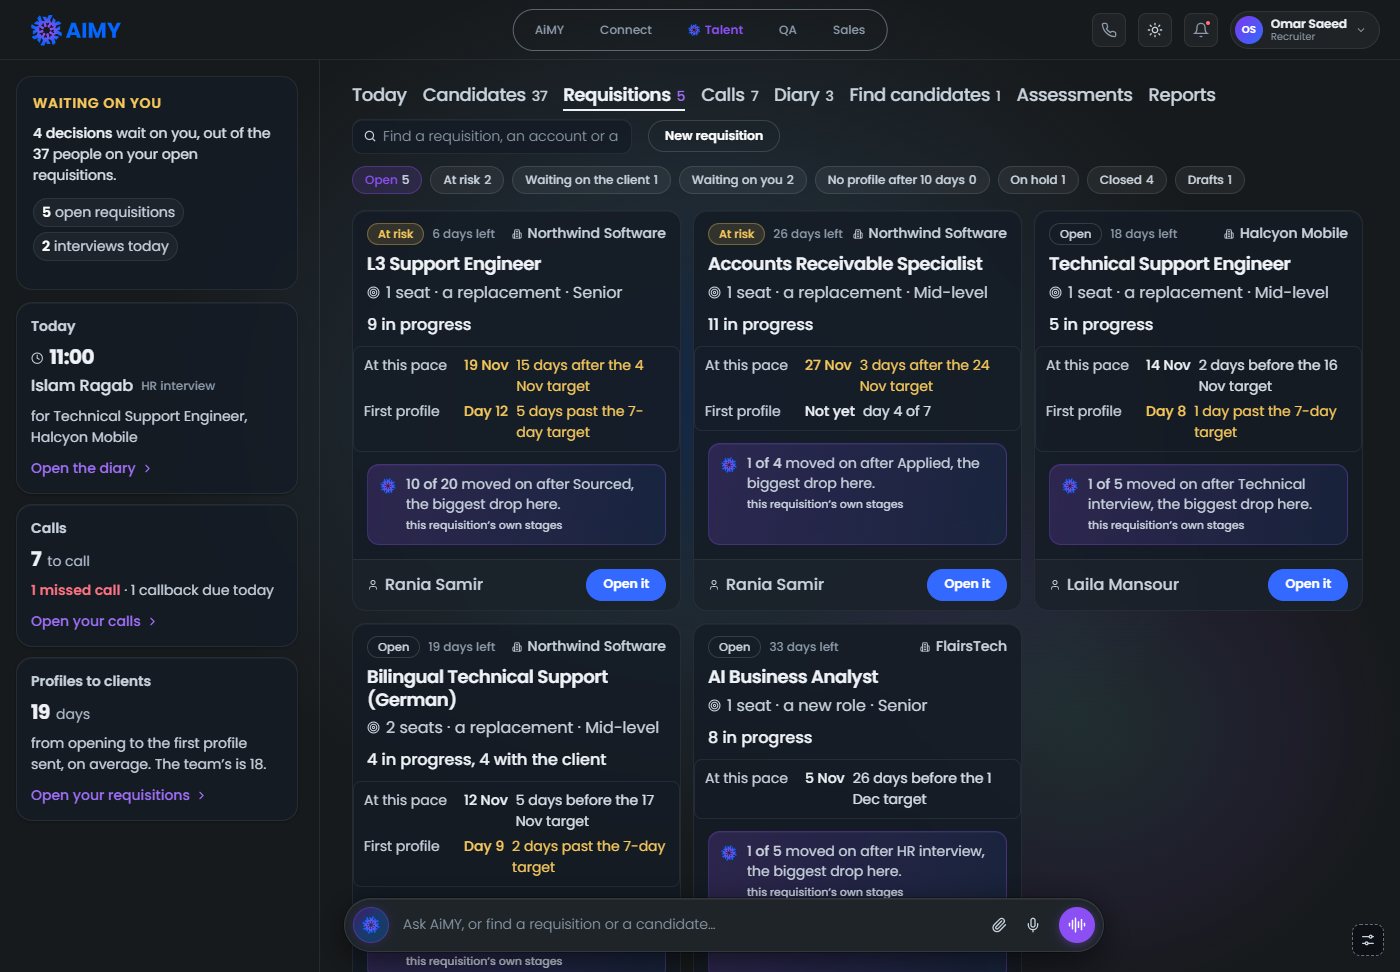 AiMY
AiMY
Connect
Talent
QA
Sales
OS
Omar Saeed
Recruiter
WAITING ON YOU
4 decisions wait on you, out of the
37 people on your open
requisitions.
5 open requisitions
2 interviews today
Today
11:00
Islam Ragab HR interview
for Technical Support Engineer,
Halcyon Mobile
Open the diary
Calls
7 to call
1 missed call · 1 callback due today
Open your calls
Profiles to clients
19 days
from opening to the first profile
sent, on average. The team's is 18.
Open your requisitions
Today
Candidates 37
Requisitions 5
Calls 7
Diary 3
Find candidates 1
Assessments
Reports
Find a requisition, an account or a
New requisition
Open 5
At risk 2
Waiting on the client 1
Waiting on you 2
No profile after 10 days 0
On hold 1
Closed 4
Drafts 1
At risk 6 days left Northwind Software
L3 Support Engineer
1 seat · a replacement · Senior
9 in progress
At this pace 19 Nov 15 days after the 4
Nov target
First profile Day 12 5 days past the 7-
day target
10 of 20 moved on after Sourced,
the biggest drop here.
this requisition's own stages
Rania Samir
Open it
At risk 26 days left Northwind Software
Accounts Receivable Specialist
1 seat · a replacement · Mid-level
11 in progress
At this pace 27 Nov 3 days after the 24
Nov target
First profile Not yet day 4 of 7
1 of 4 moved on after Applied, the
biggest drop here.
this requisition's own stages
Rania Samir
Open it
Open 18 days left Halcyon Mobile
Technical Support Engineer
1 seat · a replacement · Mid-level
5 in progress
At this pace 14 Nov 2 days before the 16
Nov target
First profile Day 8 1 day past the 7-day
target
1 of 5 moved on after Technical
interview, the biggest drop here.
this requisition's own stages
Laila Mansour
Open it
Open 19 days left Northwind Software
Bilingual Technical Support
(German)
2 seats · a replacement · Mid-level
4 in progress, 4 with the client
At this pace 12 Nov 5 days before the 17
Nov target
First profile Day 9 2 days past the 7-day
target
this requisition's own stages
Open 33 days left FlairsTech
AI Business Analyst
1 seat · a new role · Senior
8 in progress
At this pace 5 Nov 26 days before the 1
Dec target
1 of 5 moved on after HR interview,
the biggest drop here.
this requisition's own stages
Ask AiMY, or find a requisition or a candidate...